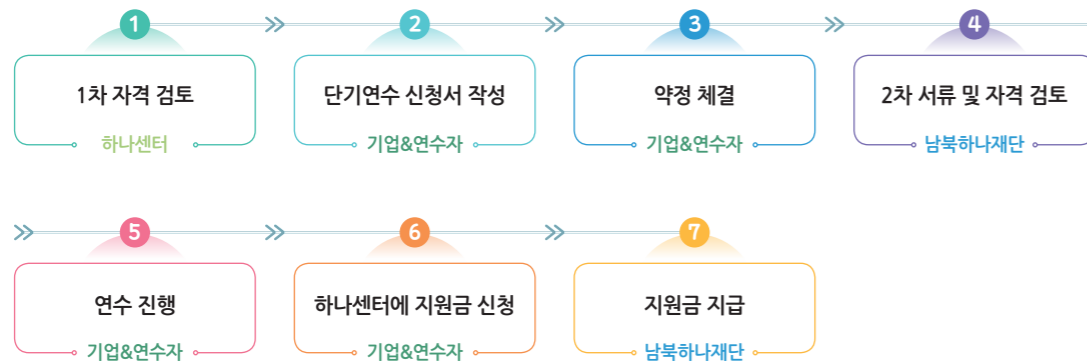 1
1차 자격 검토
하나센터
2
단기연수 신청서 작성
기업&연수자
3
약정 체결
기업&연수자
4
2차 서류 및 자격 검토
남북하나재단
5
연수 진행
기업&연수자
6
하나센터에 지원금 신청
기업&연수자
7
지원금 지급
남북하나재단